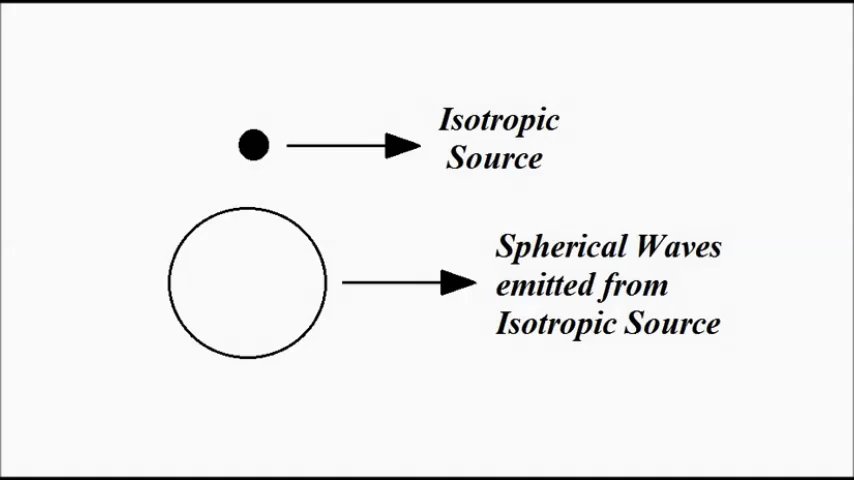 Isotropic
Source
Spherical Waves
emitted from
Isotropic Source